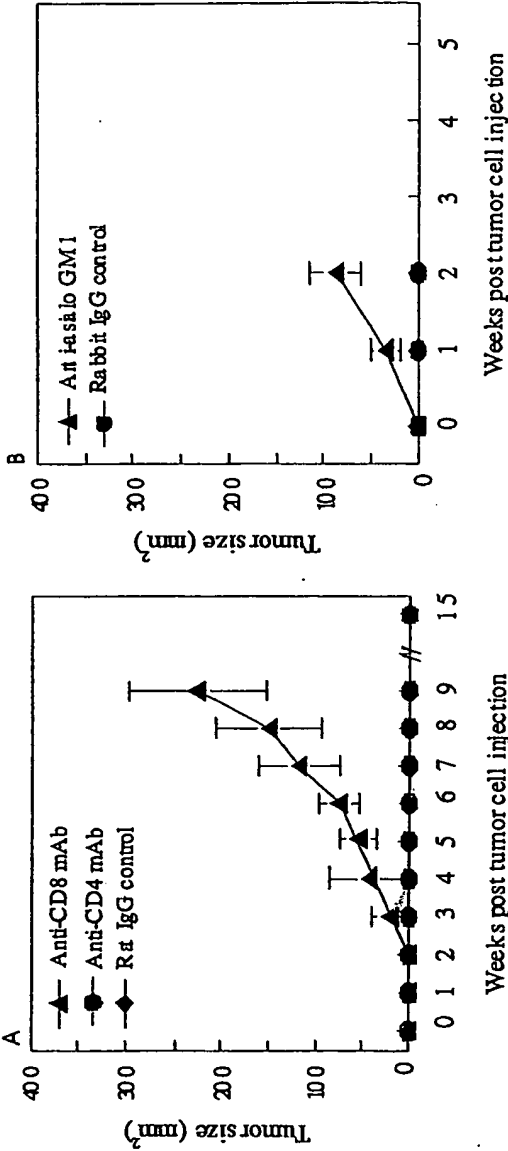 A
Anti-CD8 mAb
Anti-CD4 mAb
Rat IgG control
400
300
200
100
0
Tumor size (mm²)
0 1 2 3 4 5 6 7 8 9 15
Weeks post tumor cell injection
B
Anti-asialo GM1
Rabbit IgG control
400
300
200
100
0
Tumor size (mm²)
0 1 2 3 4 5
Weeks post tumor cell injection